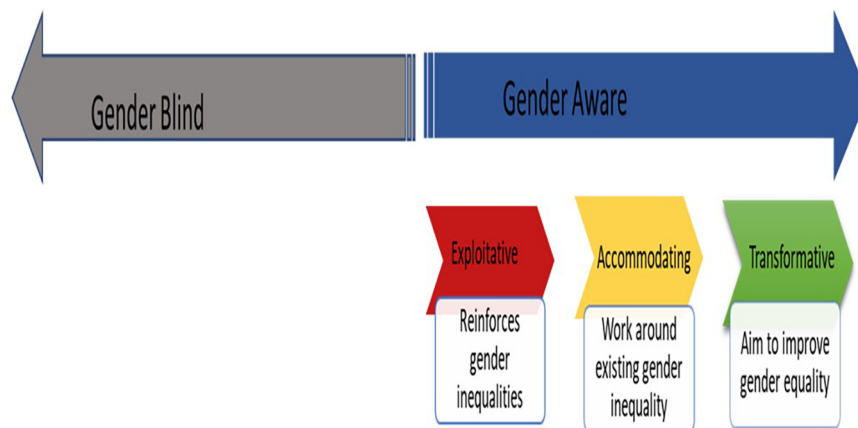 Gender Blind
Gender Aware
Exploitative
Accommodating
Transformative
Reinforces
gender
inequalities
Work around
existing gender
inequality
Aim to improve
gender equality